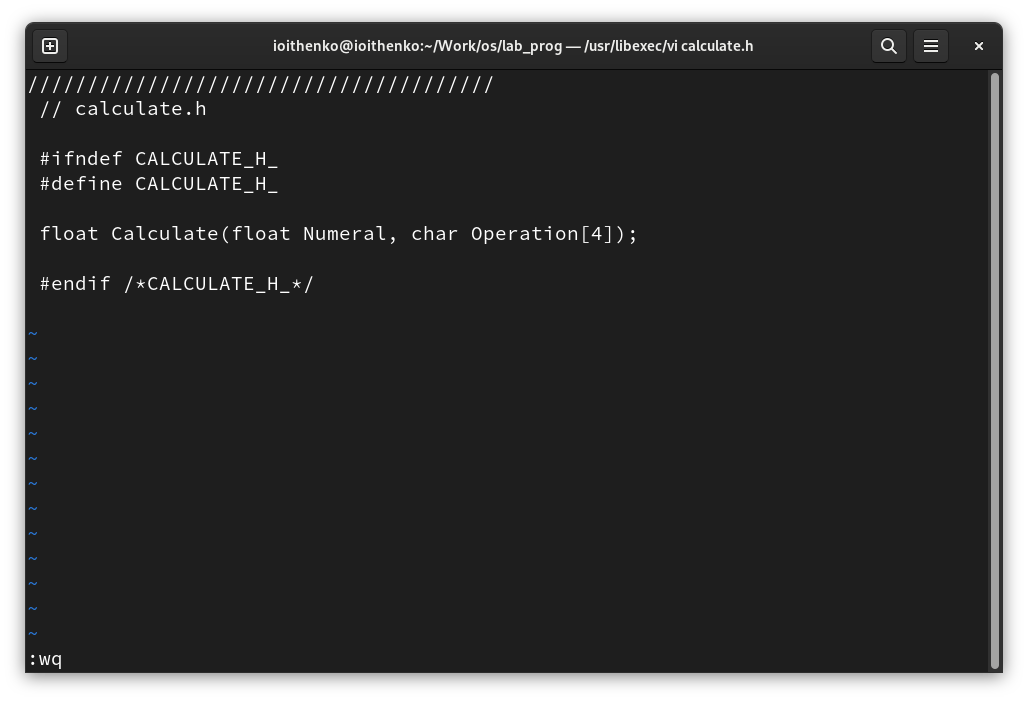 ioithenko@ioithenko:~/Work/os/lab_prog — /usr/libexec/vi calculate.h
///////////////////////////////////////
// calculate.h
#ifndef CALCULATE_H_
#define CALCULATE_H_
float Calculate(float Numeral, char Operation[4]);
#endif /*CALCULATE_H_*/
~
~
~
~
~
~
~
~
~
~
~
~
~
:wq